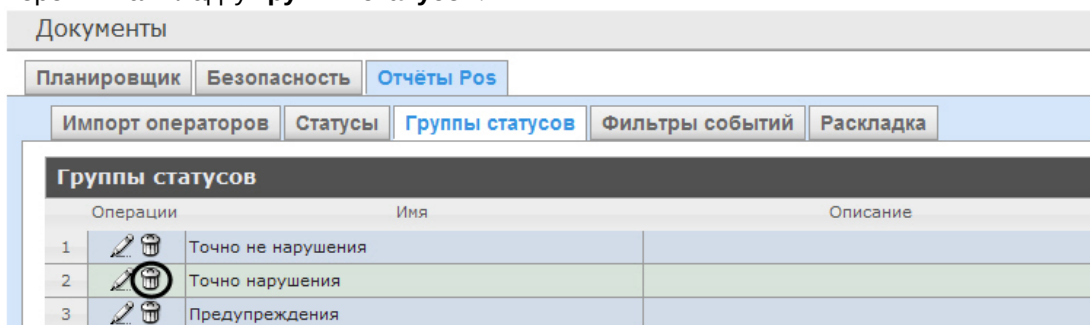 Документы
Планировщик Безопасность Отчёты Pos
Импорт операторов Статусы Группы статусов Фильтры событий Раскладка
Группы статусов
Операции Имя Описание
1 Точно не нарушения
2 Точно нарушения
3 Предупреждения